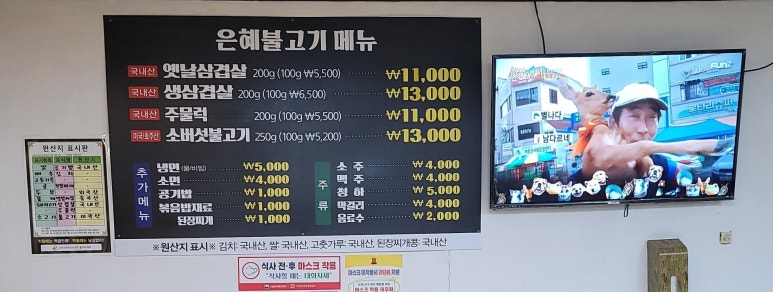 은혜불고기 메뉴
국내산 옛날삼겹살 200g (100g ₩5,500) ₩11,000
국내산 생삼겹살 200g (100g ₩6,500) ₩13,000
국내산 주물럭 200g (100g ₩5,500) ₩11,000
미국/호주산 소버섯불고기 250g (100g ₩5,200) ₩13,000
추가메뉴
냉면(물/비빔) ₩5,000
소면 ₩4,000
공기밥 ₩1,000
볶음밥재료 ₩1,000
된장찌개 ₩1,000
주류
소주 ₩4,000
맥주 ₩4,000
청하 ₩5,000
막걸리 ₩4,000
음료수 ₩2,000
※원산지 표시※ 김치: 국내산, 쌀: 국내산, 고춧가루: 국내산, 된장찌개콩: 국내산
원산지 표시판
식사 전·후 마스크 착용
"식사할 때는 대화자제"
FUN2
별나다
남다르네